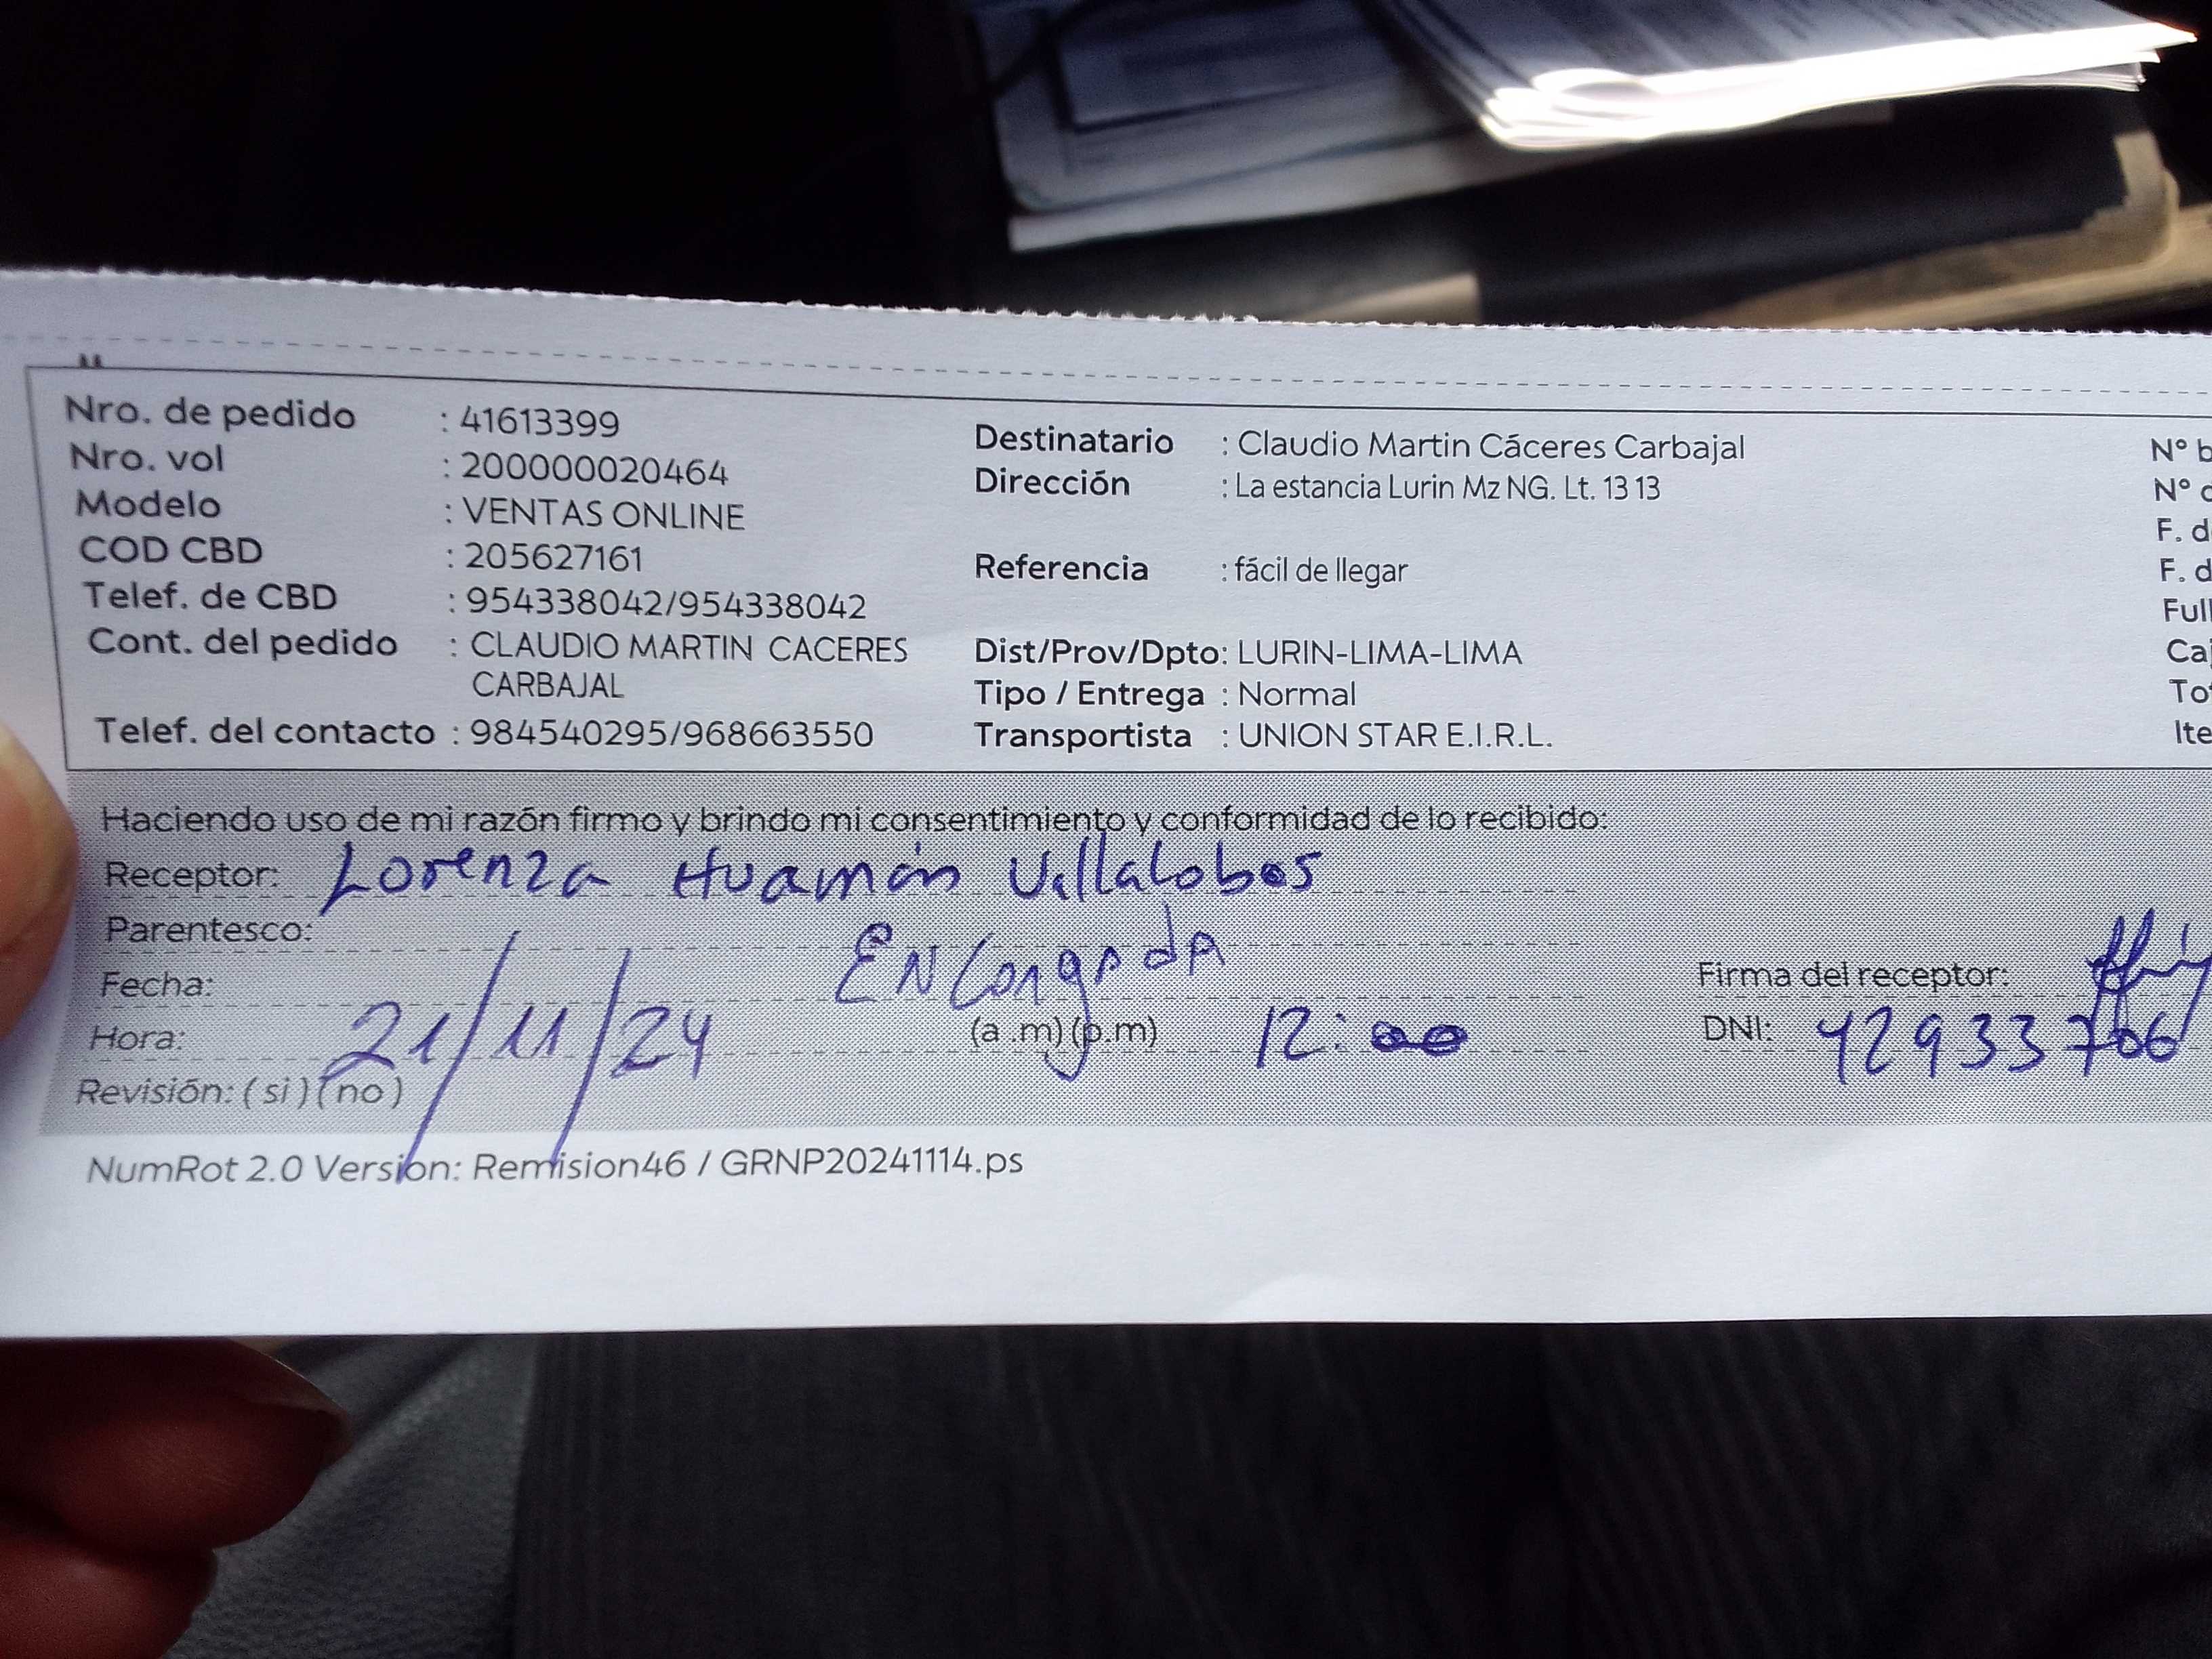 Nro. de pedido : 41613399
Nro. vol : 200000020464
Modelo : VENTAS ONLINE
COD CBD : 205627161
Telef. de CBD : 954338042/954338042
Cont. del pedido : CLAUDIO MARTIN CACERES
CARBAJAL
Telef. del contacto : 984540295/968663550
Destinatario : Claudio Martin Cáceres Carbajal
Dirección : La estancia Lurin Mz NG. Lt. 13 13
Referencia : fácil de llegar
Dist/Prov/Dpto: LURIN-LIMA-LIMA
Tipo / Entrega : Normal
Transportista : UNION STAR E.I.R.L.
N° b
N°
F. d
F. d
Full
Caj
Tot
Ite
Haciendo uso de mi razón firmo y brindo mi consentimiento y conformidad de lo recibido:
Receptor: Lorenza Huamán Villalobos
Parentesco: ENCargada
Fecha: 21/11/24
Hora: (a .m) (p.m) 12:00
Revisión: ( si ) ( no )
Firma del receptor:
DNI: 42933706
NumRot 2.0 Version: Remision46 / GRNP20241114.ps